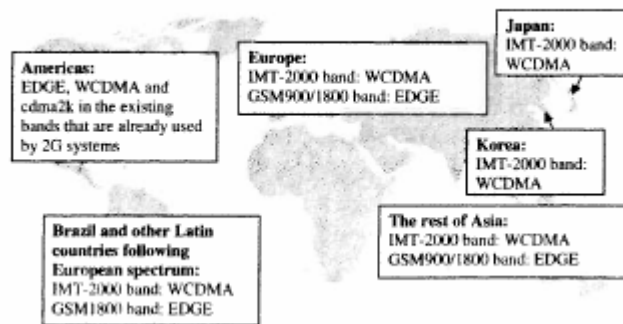 Americas:
EDGE, WCDMA and
cdma2k in the existing
bands that are already used
by 2G systems
Europe:
IMT-2000 band: WCDMA
GSM900/1800 band: EDGE
Japan:
IMT-2000 band:
WCDMA
Korea:
IMT-2000 band:
WCDMA
Brazil and other Latin
countries following
European spectrum:
IMT-2000 band: WCDMA
GSM1800 band: EDGE
The rest of Asia:
IMT-2000 band: WCDMA
GSM900/1800 band: EDGE